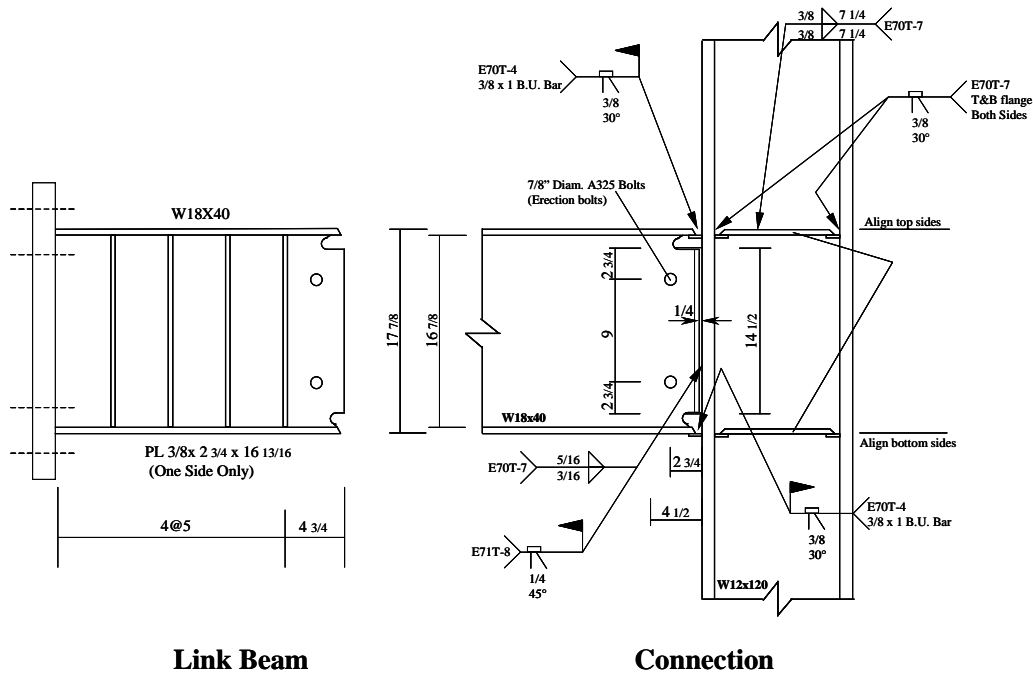 3/8 7 1/4
3/8 7 1/4
E70T-7
E70T-4
3/8 x 1 B.U. Bar
3/8
30°
E70T-7
T&B flange
Both Sides
3/8
30°
7/8” Diam. A325 Bolts
(Erection bolts)
W18X40
Align top sides
2 3/4
1/4
17 7/8
16 7/8
9
14 1/2
2 3/4
W18x40
Align bottom sides
PL 3/8x 2 3/4 x 16 13/16
(One Side Only)
E70T-7
5/16
3/16
2 3/4
4@5
4 3/4
4 1/2
E70T-4
3/8 x 1 B.U. Bar
3/8
30°
E71T-8
1/4
45°
W12x120
Link Beam
Connection